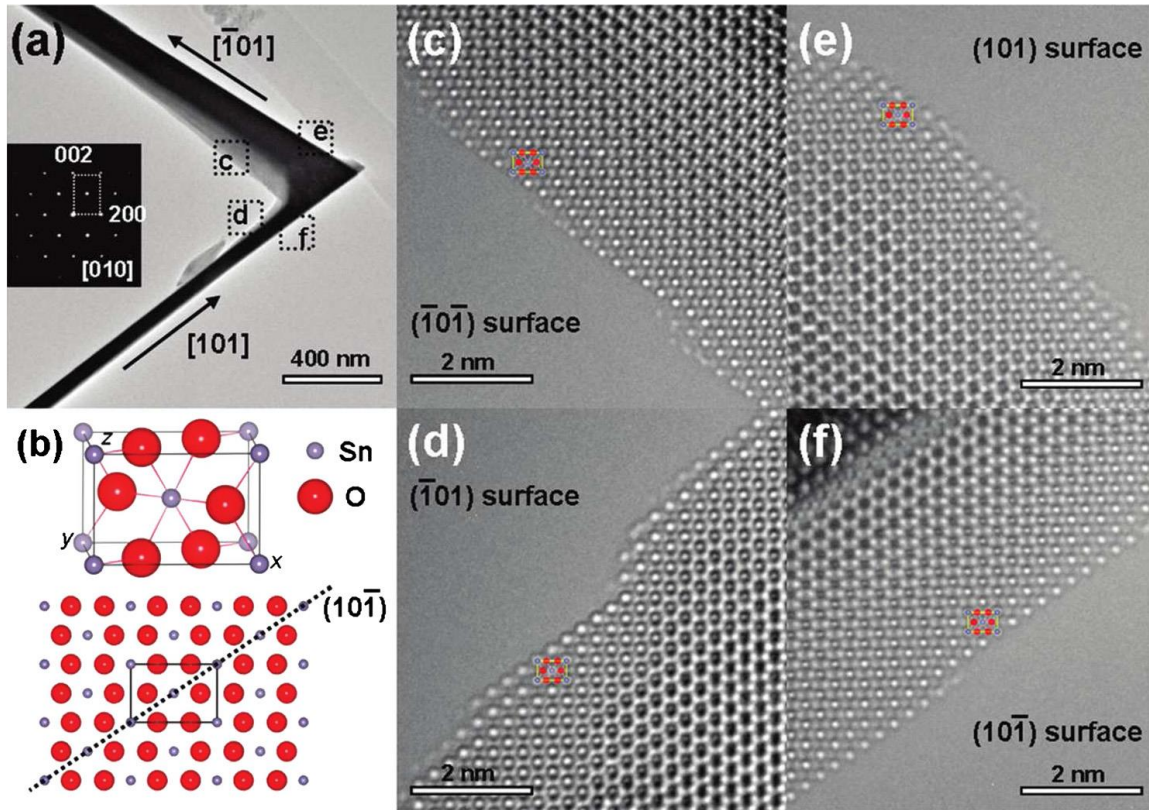 (a)
[1̄01]
e
c
002
d
200
f
[010]
[101]
400 nm
(b)
z
Sn
O
y
x
(101̄)
(c)
(1̄01̄) surface
2 nm
(d)
(1̄01) surface
2 nm
(e)
(101) surface
2 nm
(f)
(101̄) surface
2 nm